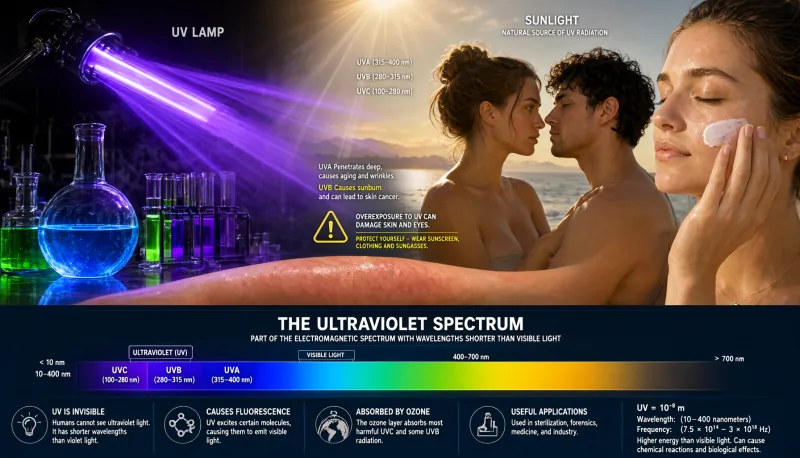 UV LAMP
SUNLIGHT
NATURAL SOURCE OF UV RADIATION
UVA (315–400 nm)
UVB (280–315 nm)
UVC (100–280 nm)
UVA Penetrates deep,
causes aging and wrinkles.
UVB Causes sunburn
and can lead to skin cancer.
OVEREXPOSURE TO UV CAN
DAMAGE SKIN AND EYES.
PROTECT YOURSELF – WEAR SUNSCREEN,
CLOTHING AND SUNGASSES.
THE ULTRAVIOLET SPECTRUM
PART OF THE ELECTROMAGNETIC SPECTRUM WITH WAVELENGTHS SHORTER THAN VISIBLE LIGHT
ULTRAVIOLET (UV)
VISIBLE LIGHT
400–700 nm
> 700 nm
< 10 nm
10–400 nm
UVC
(100–280 nm)
UVB
(280–315 nm)
UVA
(315–400 nm)
UV IS INVISIBLE
Humans cannot see ultraviolet light.
It has shorter wavelengths
than violet light.
CAUSES FLUORESCENCE
UV excites certain molecules,
causing them to emit visible
light.
ABSORBED BY OZONE
The ozone layer absorbs most
harmful UVC and some UVB
radiation.
USEFUL APPLICATIONS
Used in sterilization, forensics,
medicine, and industry.
UV = 10⁻⁸ m
Wavelength: (10–400 nanometers)
Frequency: (7.5 × 10¹⁴ – 3 × 10¹⁶ Hz)
Higher energy than visible light. Can cause
chemical reactions and biological effects.